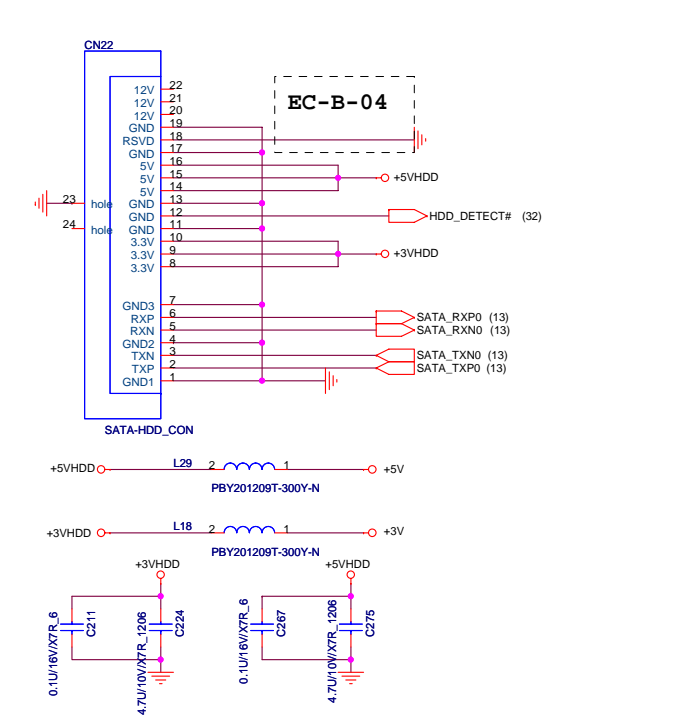 CN22
12V 22
12V 21
12V 20
GND 19
RSVD 18
GND 17
5V 16
5V 15
5V 14
GND 13
GND 12
GND 11
3.3V 10
3.3V 9
3.3V 8
GND3 7
RXP 6
RXN 5
GND2 4
TXN 3
TXP 2
GND1 1
23 hole
24 hole
EC-B-04
+5VHDD
HDD_DETECT# (32)
+3VHDD
SATA_RXP0 (13)
SATA_RXN0 (13)
SATA_TXN0 (13)
SATA_TXP0 (13)
SATA-HDD_CON
+5VHDD L29 2 1 +5V
PBY201209T-300Y-N
+3VHDD L18 2 1 +3V
PBY201209T-300Y-N
+3VHDD
0.1U/16V/X7R_6
C211
4.7U/10V/X7R_1206
C224
+5VHDD
0.1U/16V/X7R_6
C267
4.7U/10V/X7R_1206
C275